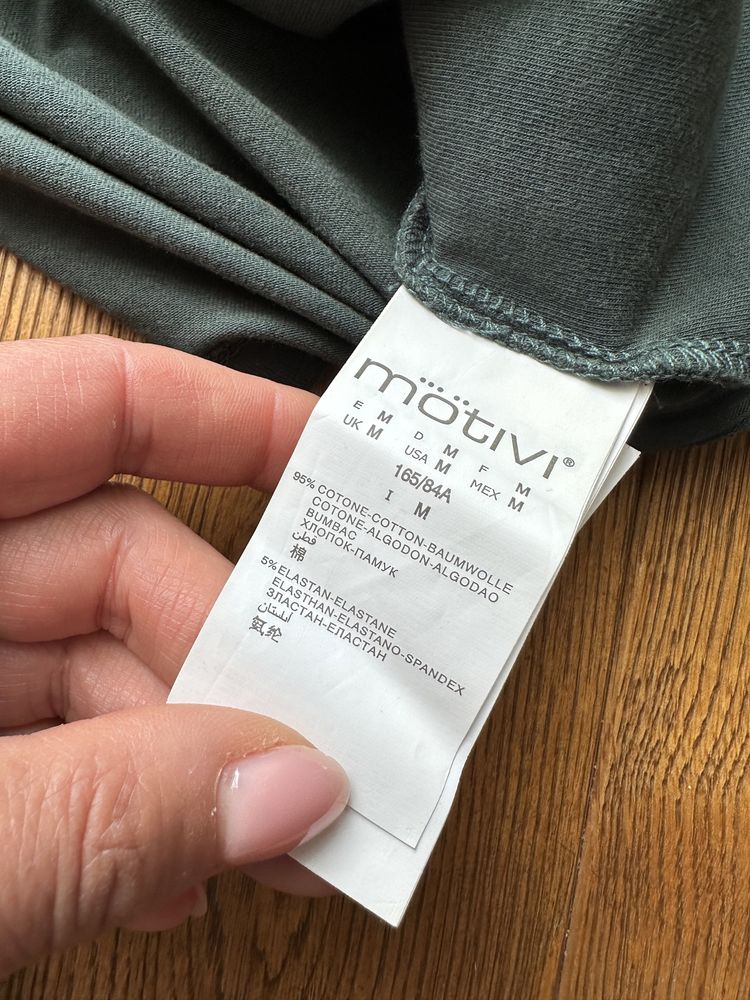 mötivi®
E M D M F M
UK M USA M MEX M
165/84A
I M
95% COTONE-COTTON-BAUMWOLLE
COTONE-ALGODON-ALGODAO
BUMBAC
ХЛОПОК-ПАМУК
قطن
棉
5% ELASTAN-ELASTANE
ELASTHAN-ELASTANO-SPANDEX
ЭЛАСТАН-ЕЛАСТАН
ايلستان
氨纶